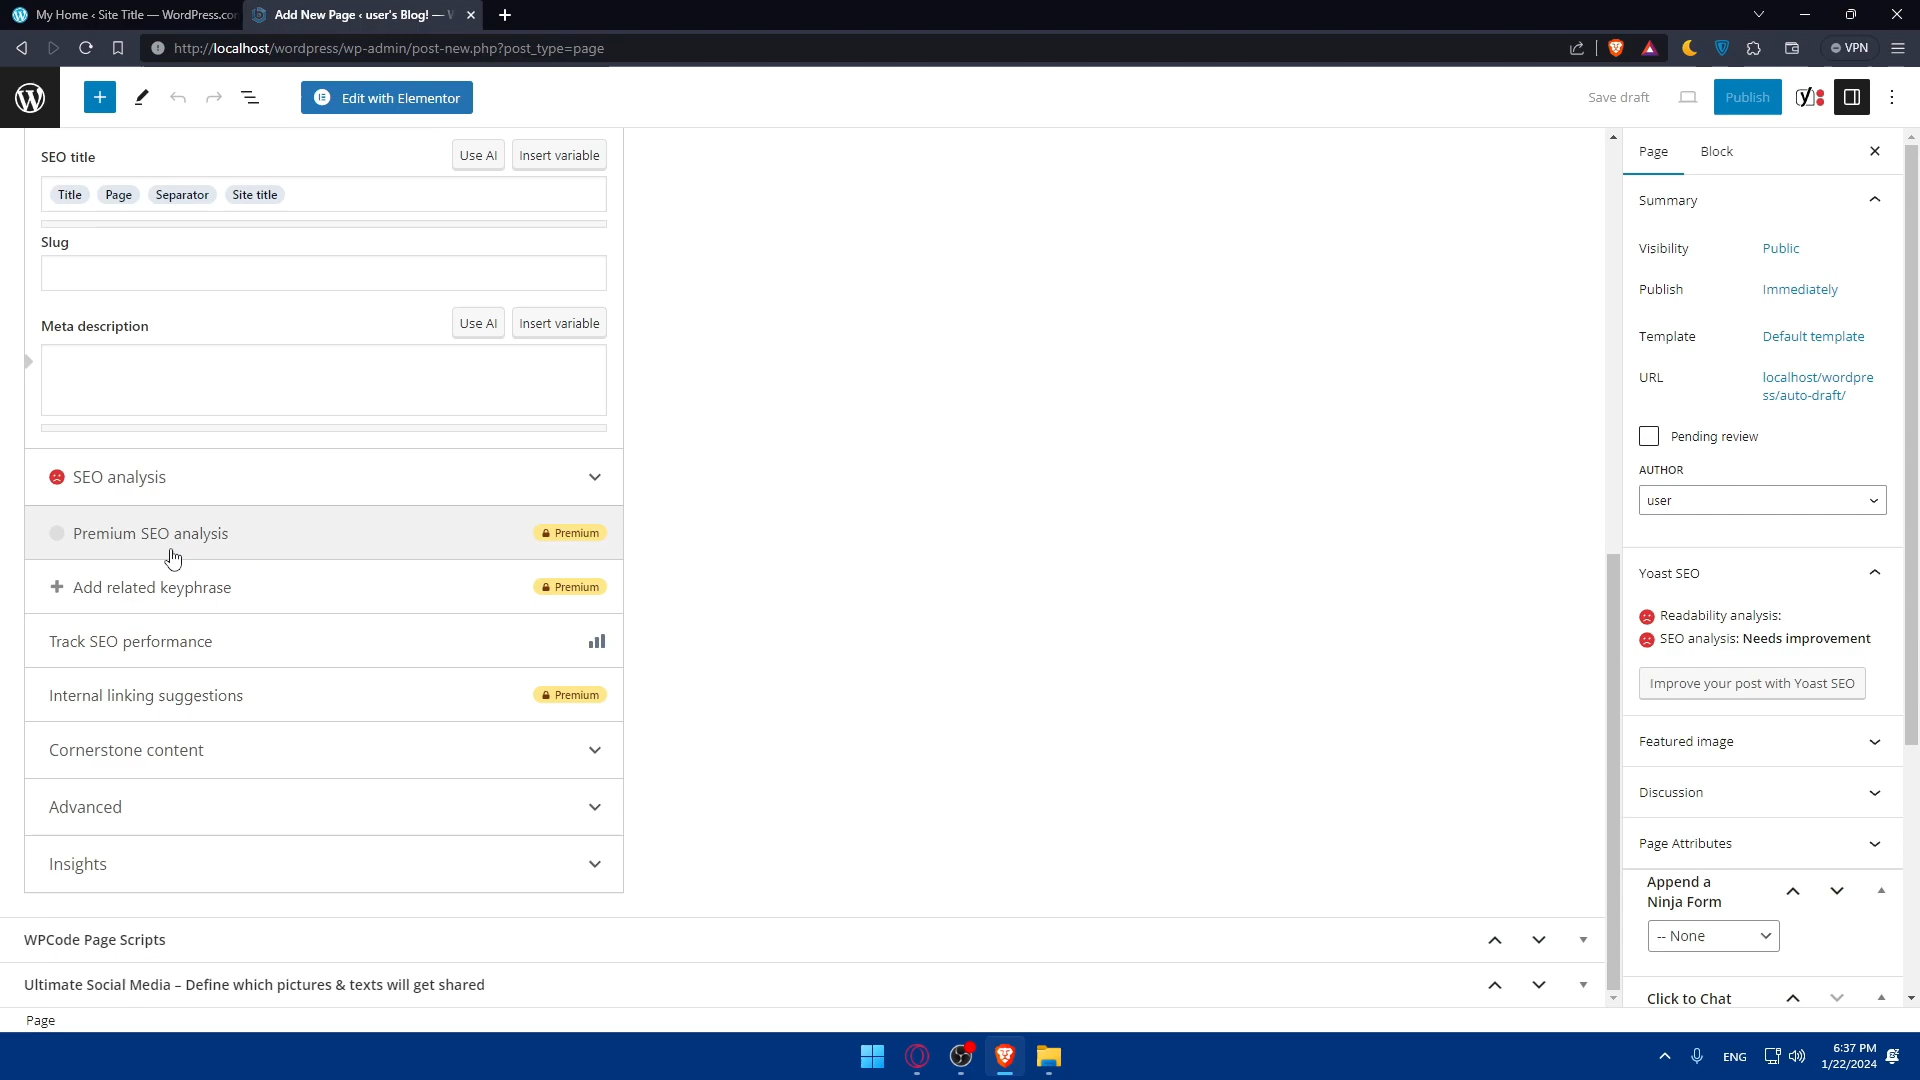 My Home ‹ Site Title — WordPress.co
Add New Page ‹ user's Blog! —
http://localhost/wordpress/wp-admin/post-new.php?post_type=page
VPN
Edit with Elementor
Save draft
Publish
SEO title
Use AI
Insert variable
Title
Page
Separator
Site title
Slug
Meta description
Use AI
Insert variable
SEO analysis
Premium SEO analysis
Premium
Add related keyphrase
Premium
Track SEO performance
Internal linking suggestions
Premium
Cornerstone content
Advanced
Insights
WPCode Page Scripts
Ultimate Social Media – Define which pictures & texts will get shared
Page
Page
Block
Summary
Visibility
Public
Publish
Immediately
Template
Default template
URL
localhost/wordpre
ss/auto-draft/
Pending review
AUTHOR
user
Yoast SEO
Readability analysis:
SEO analysis: Needs improvement
Improve your post with Yoast SEO
Featured image
Discussion
Page Attributes
Append a
Ninja Form
-- None
Click to Chat
ENG
6:37 PM
1/22/2024